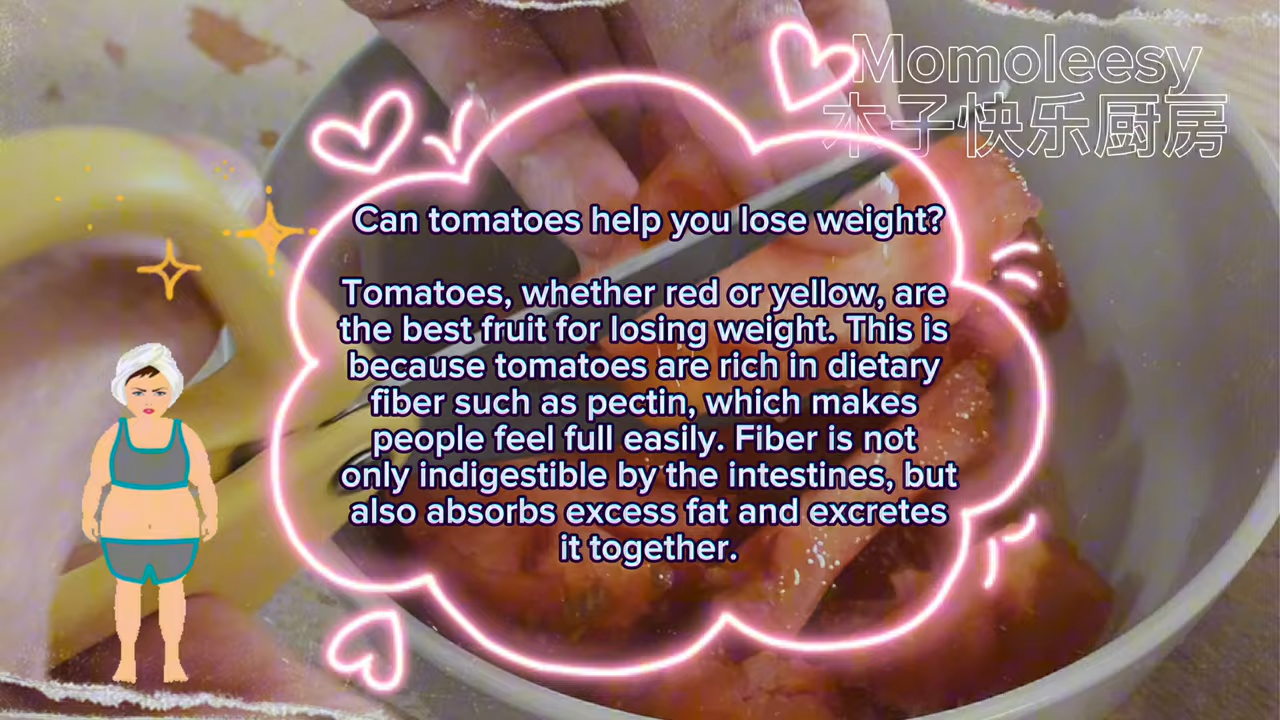 Momoleesy
木子快乐厨房
Can tomatoes help you lose weight?
Tomatoes, whether red or yellow, are
the best fruit for losing weight. This is
because tomatoes are rich in dietary
fiber such as pectin, which makes
people feel full easily. Fiber is not
only indigestible by the intestines, but
also absorbs excess fat and excretes
it together.